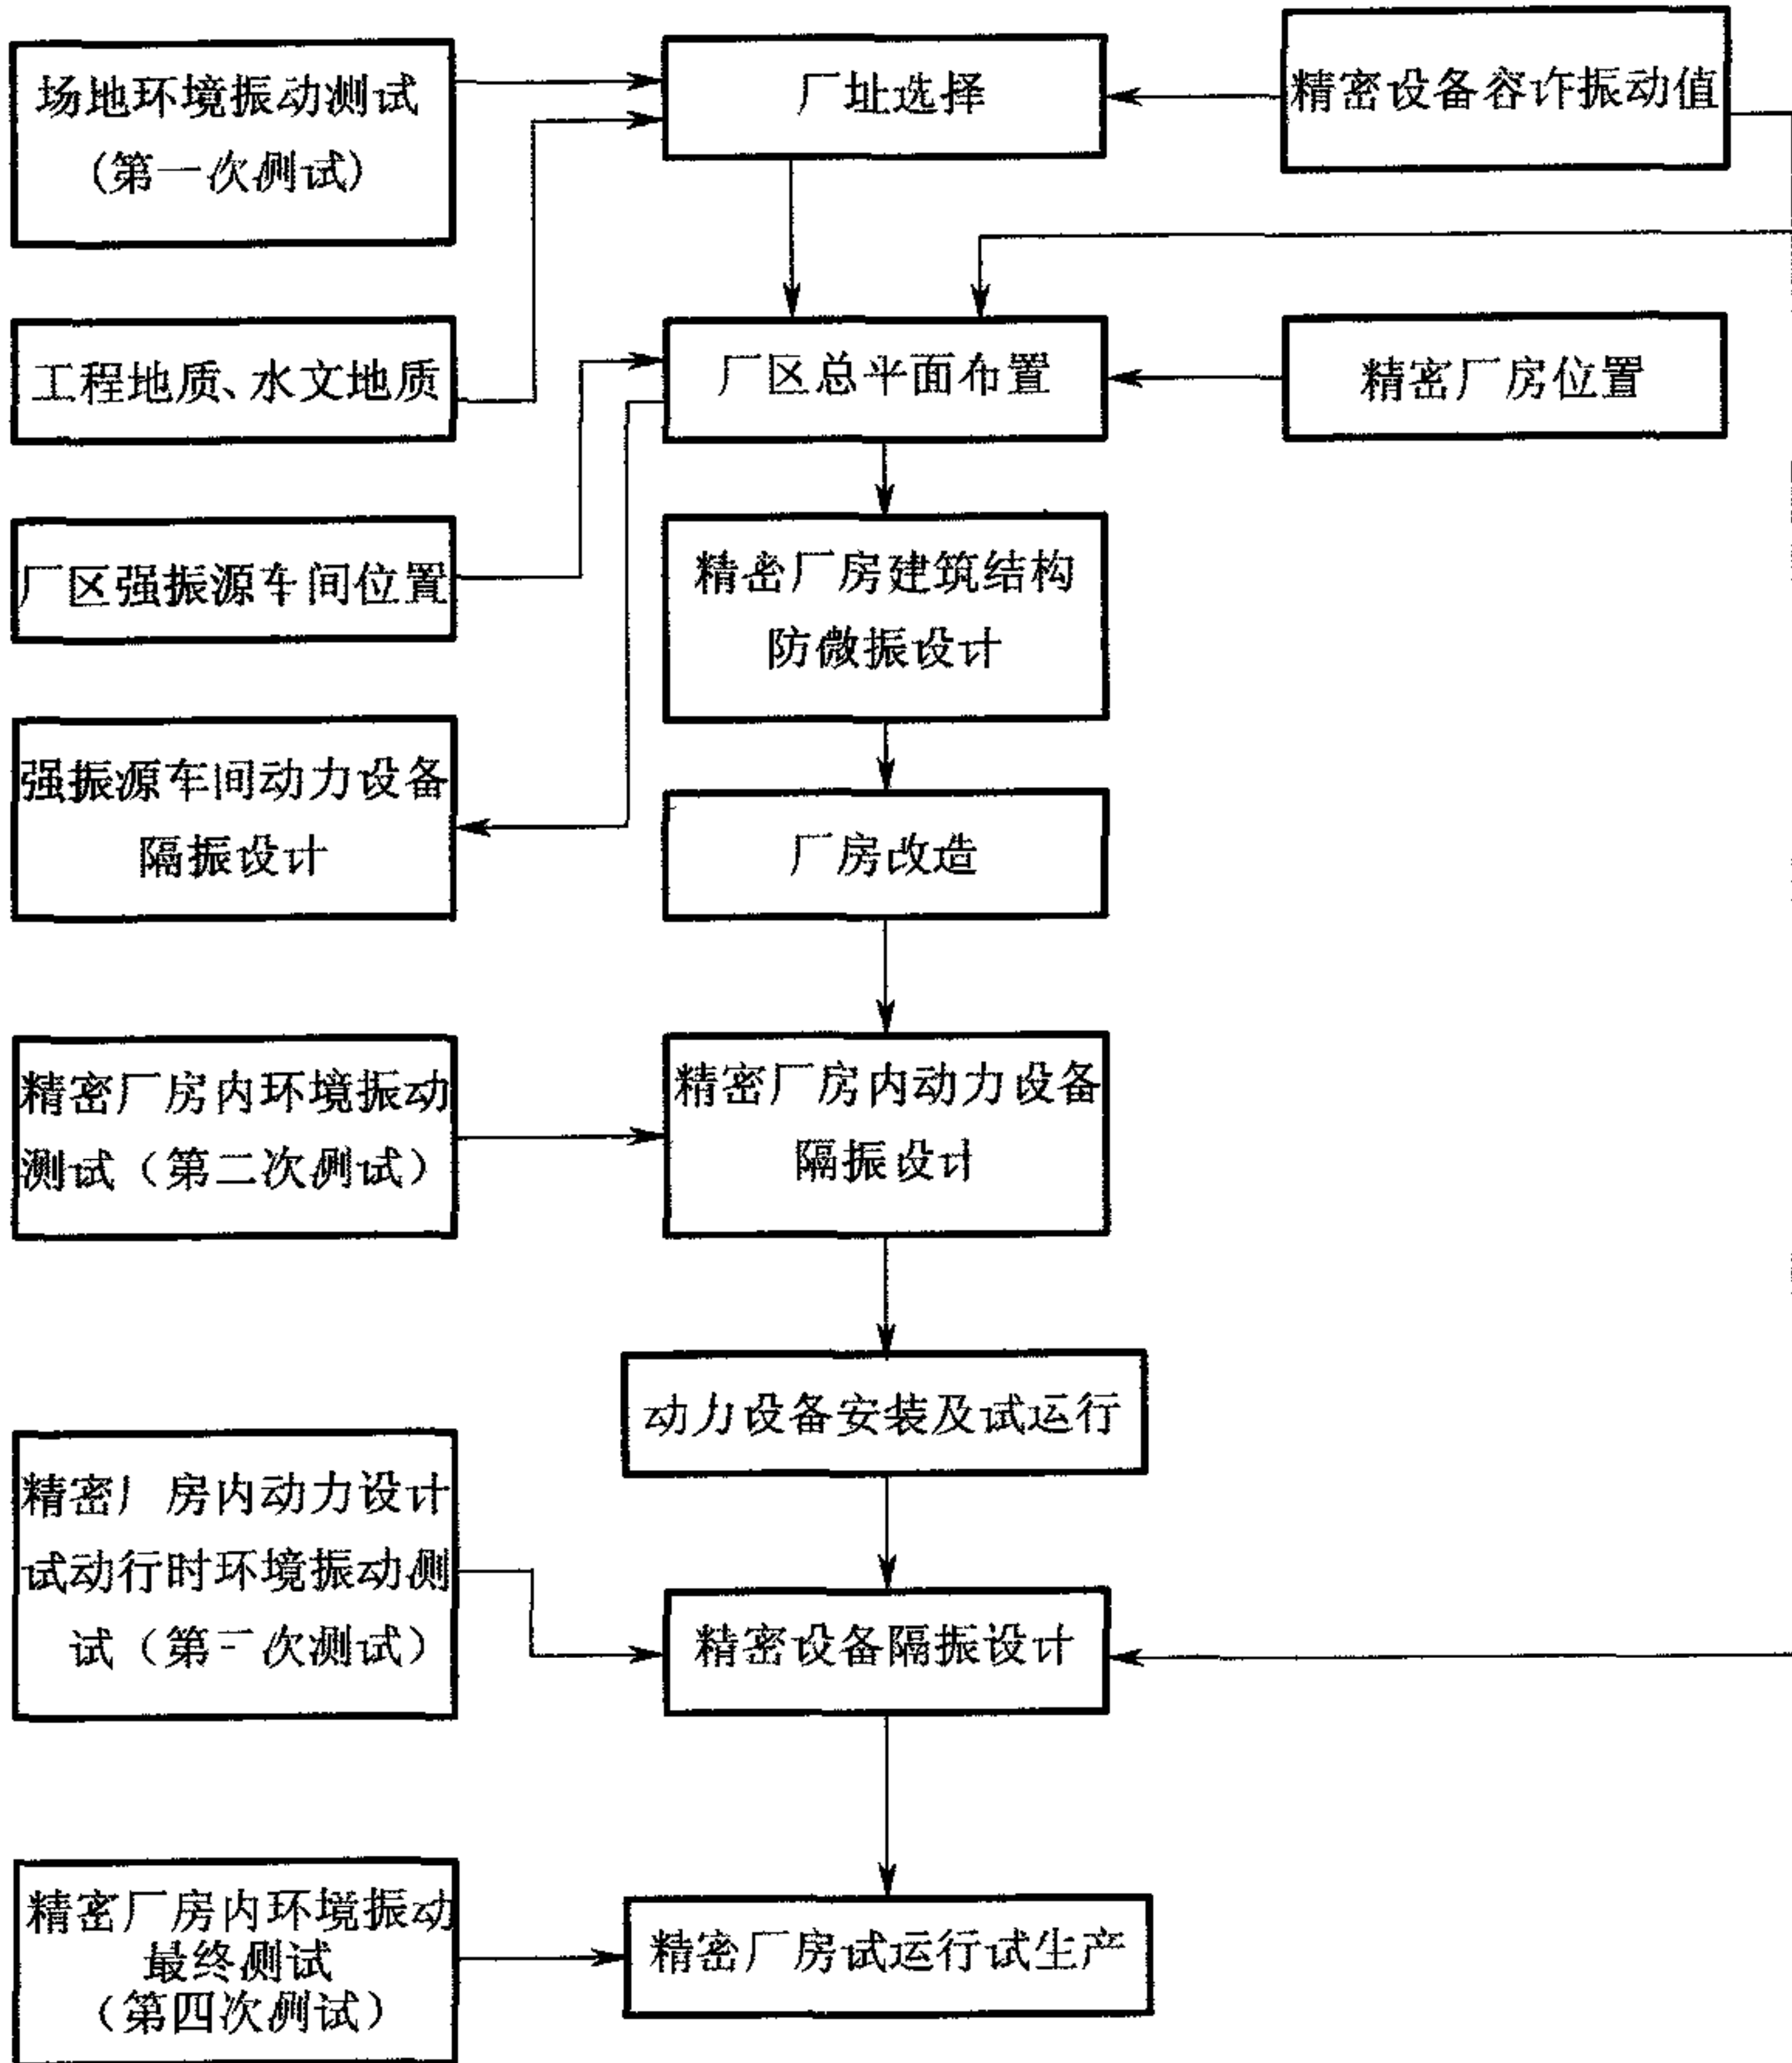 场地环境振动测试
(第一次测试)
厂址选择
精密设备容许振动值
工程地质、水文地质
厂区总平面布置
精密厂房位置
厂区强振源车间位置
精密厂房建筑结构
防微振设计
强振源车间动力设备
隔振设计
厂房改造
精密厂房内环境振动
测试（第二次测试）
精密厂房内动力设备
隔振设计
动力设备安装及试运行
精密厂房内动力设计
试动行时环境振动测
试（第三次测试）
精密设备隔振设计
精密厂房内环境振动
最终测试
（第四次测试）
精密厂房试运行试生产